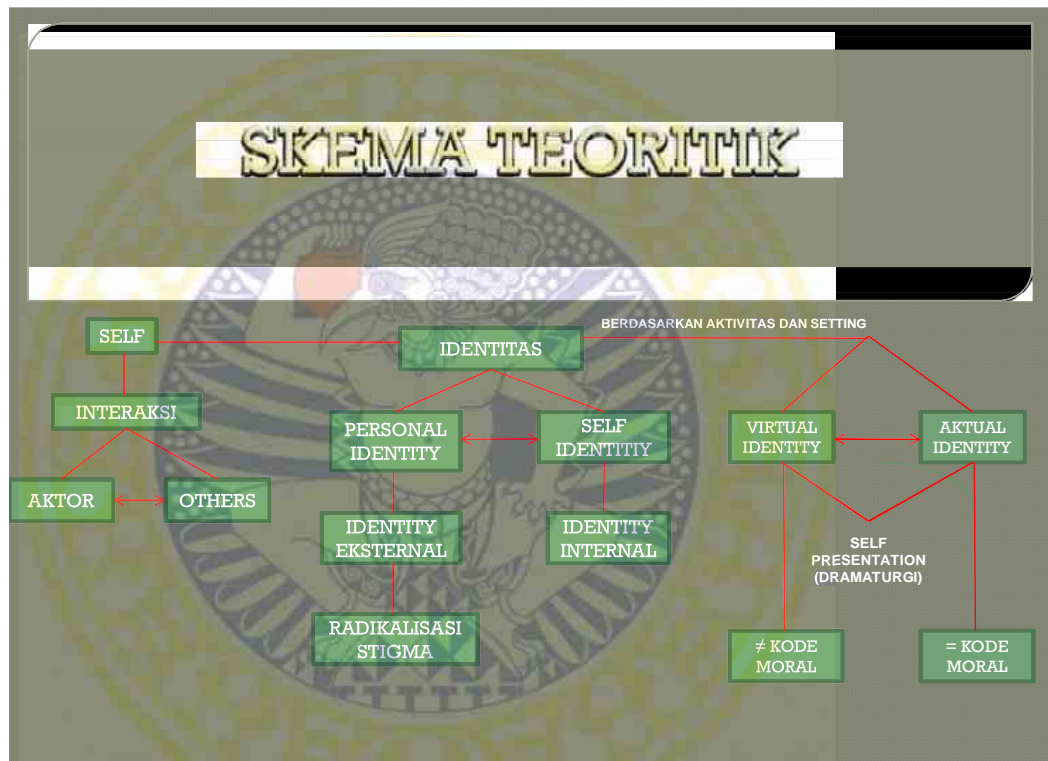 SKEMA TEORITIK
BERDASARKAN AKTIVITAS DAN SETTING
SELF
IDENTITAS
INTERAKSI
PERSONAL
IDENTITY
SELF
IDENTITIY
VIRTUAL
IDENTITY
AKTUAL
IDENTITY
AKTOR
OTHERS
IDENTITY
EKSTERNAL
IDENTITY
INTERNAL
SELF
PRESENTATION
(DRAMATURGI)
RADIKALISASI
STIGMA
≠ KODE
MORAL
= KODE
MORAL